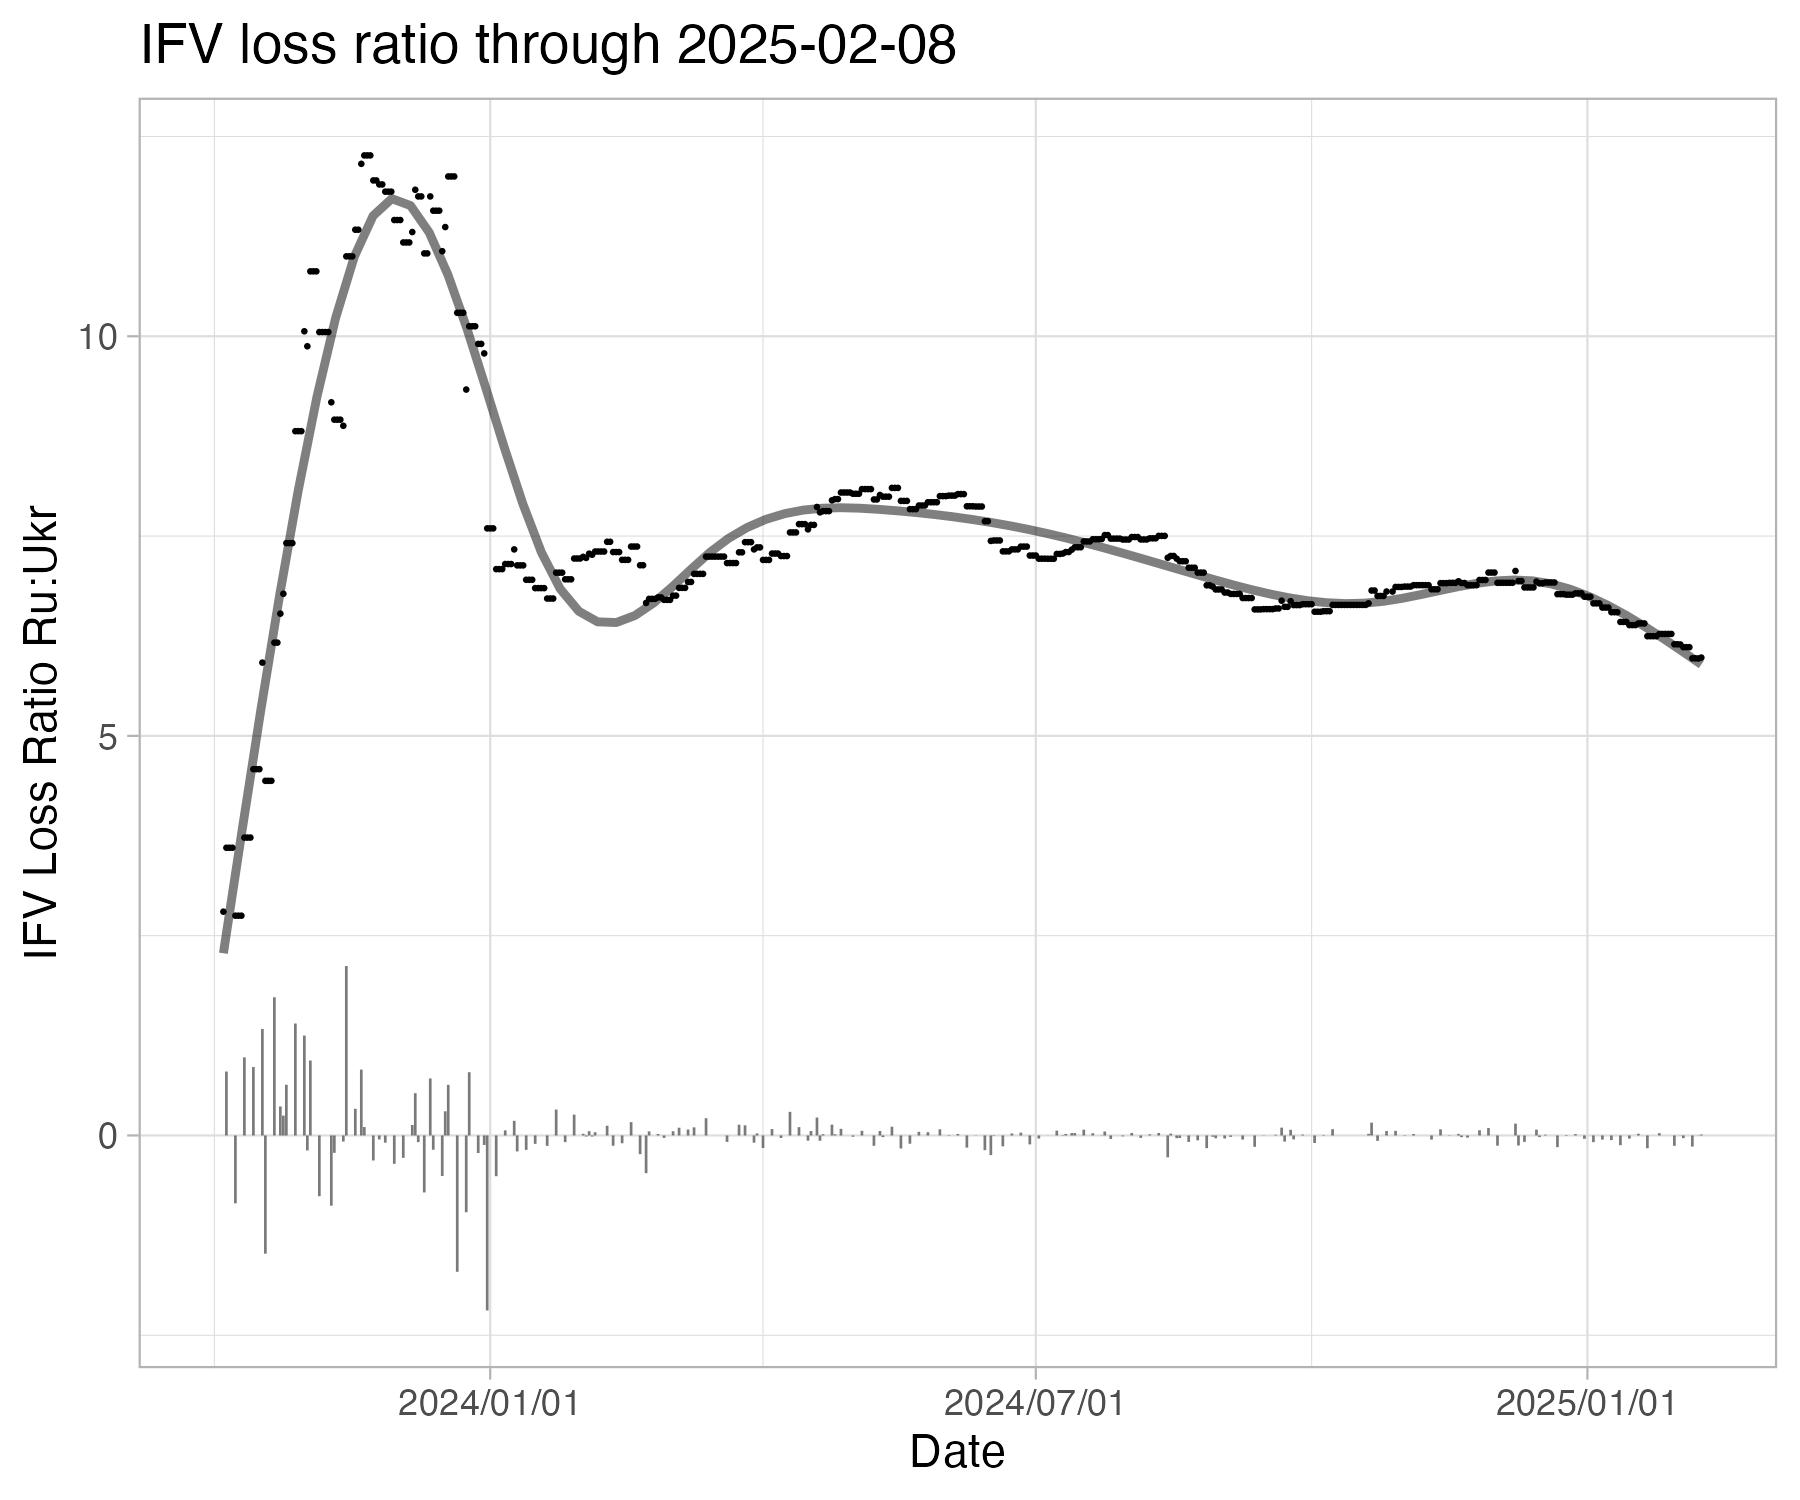 IFV loss ratio through 2025-02-08
IFV Loss Ratio Ru:Ukr
10
5
0
2024/01/01
2024/07/01
2025/01/01
Date